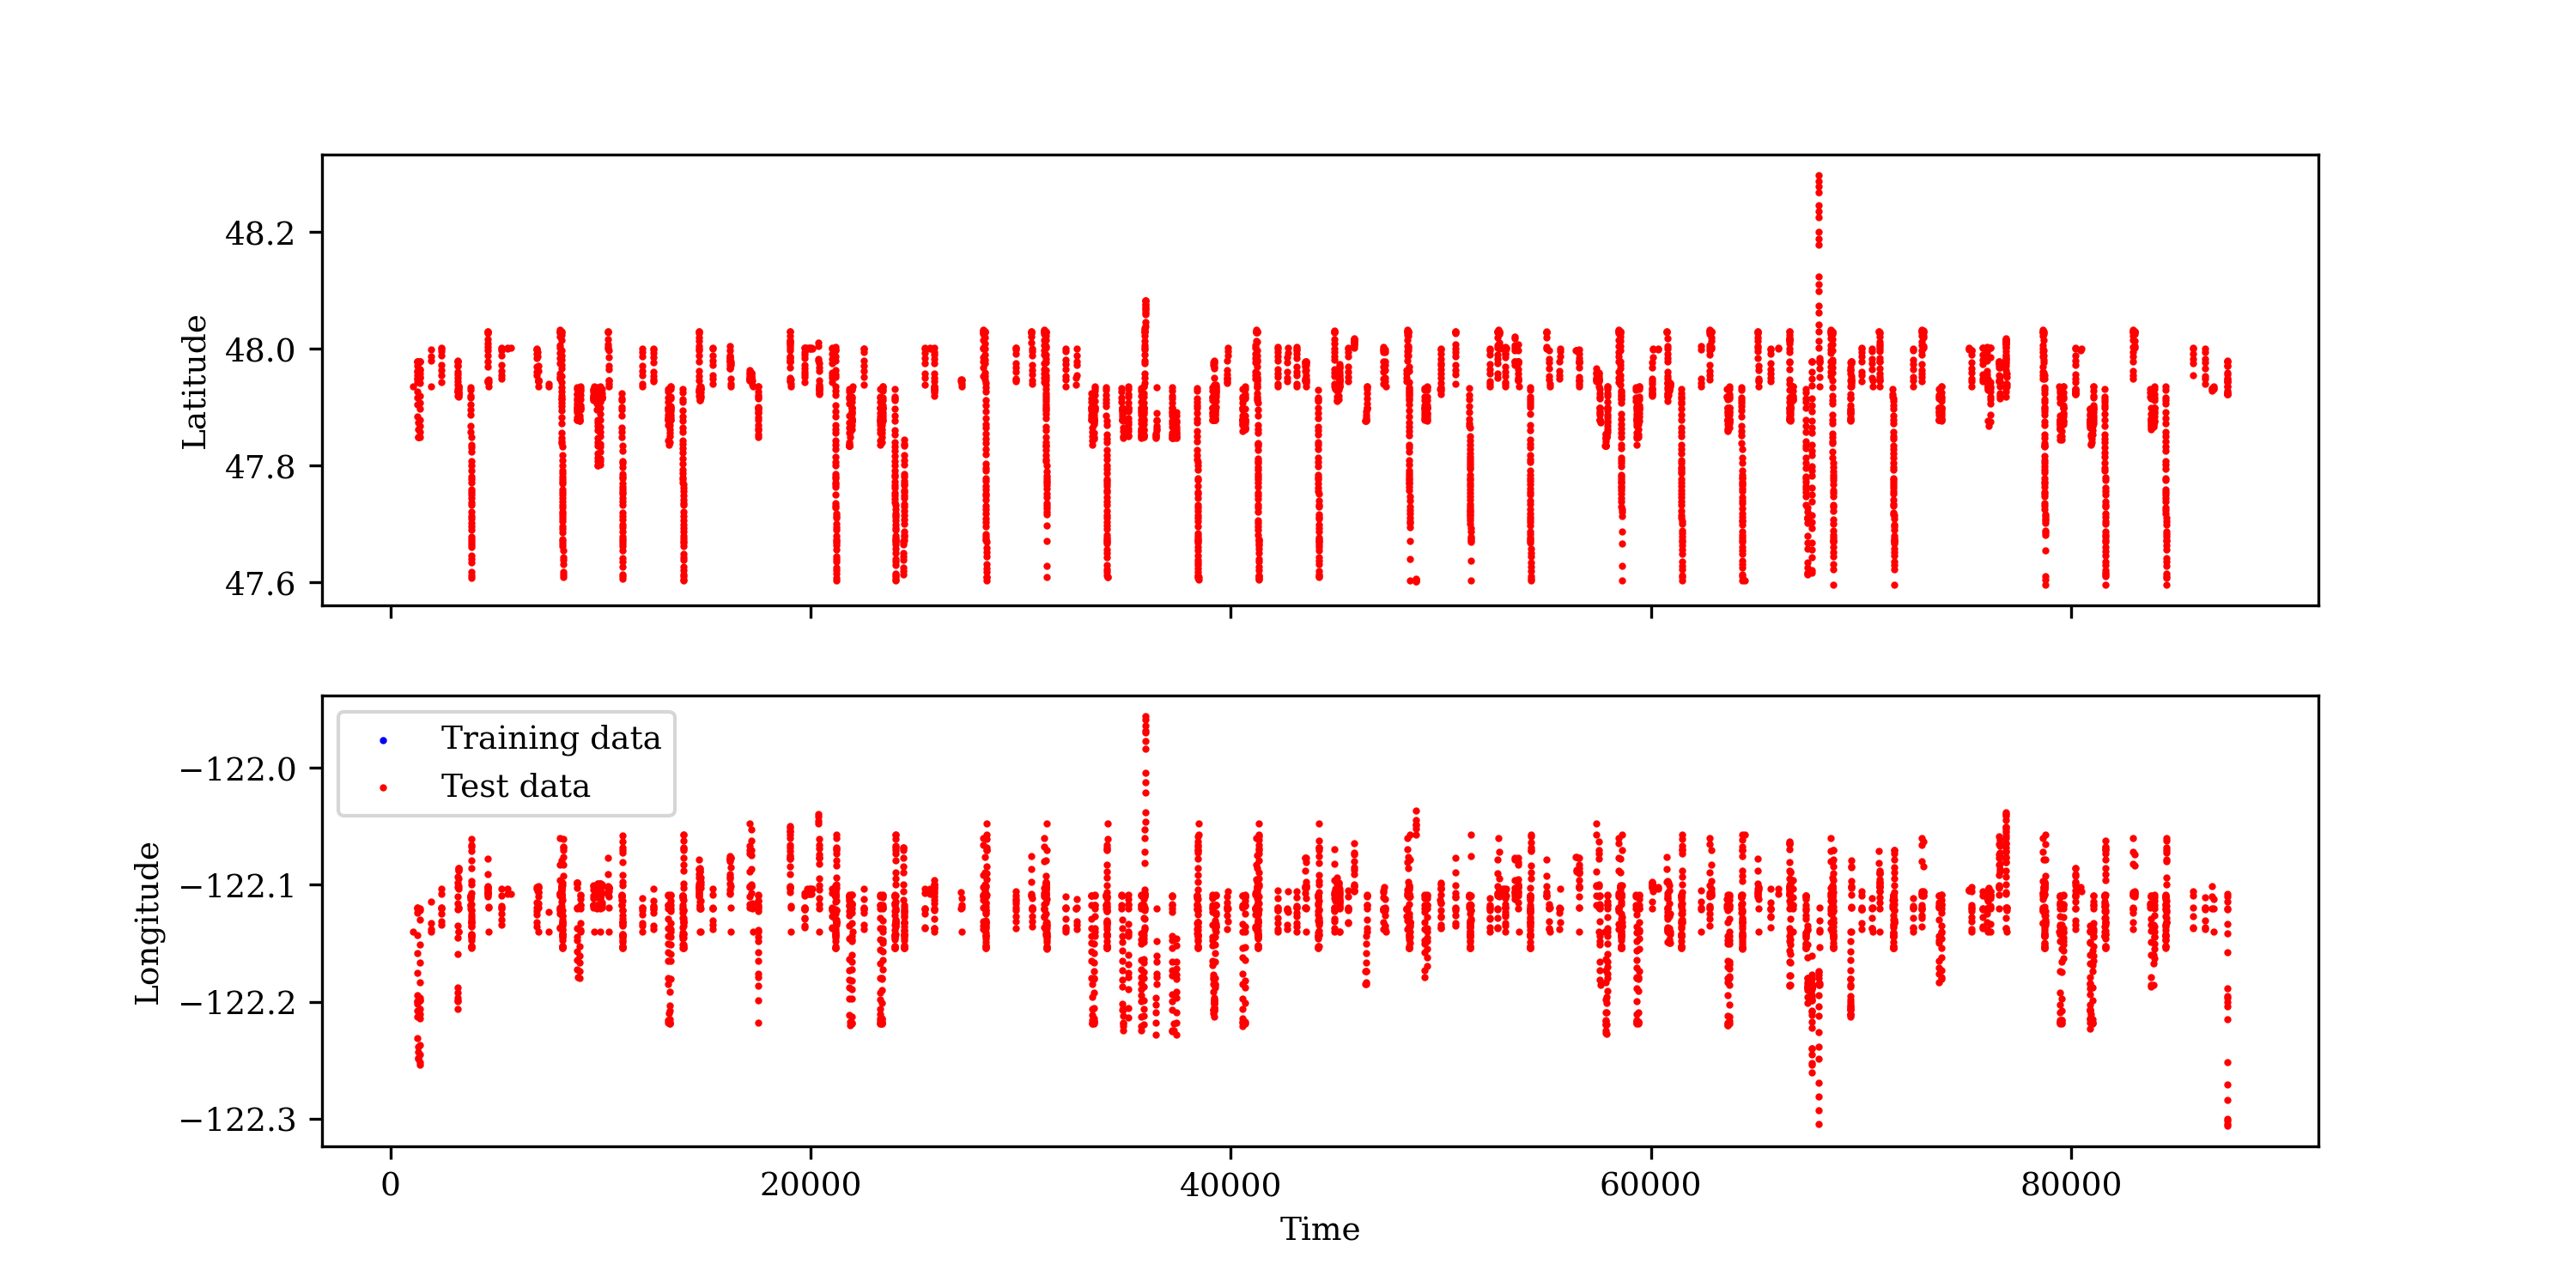 48.2
48.0
47.8
47.6
Latitude
Training data
Test data
−122.0
−122.1
−122.2
−122.3
Longitude
0 20000 40000 60000 80000
Time